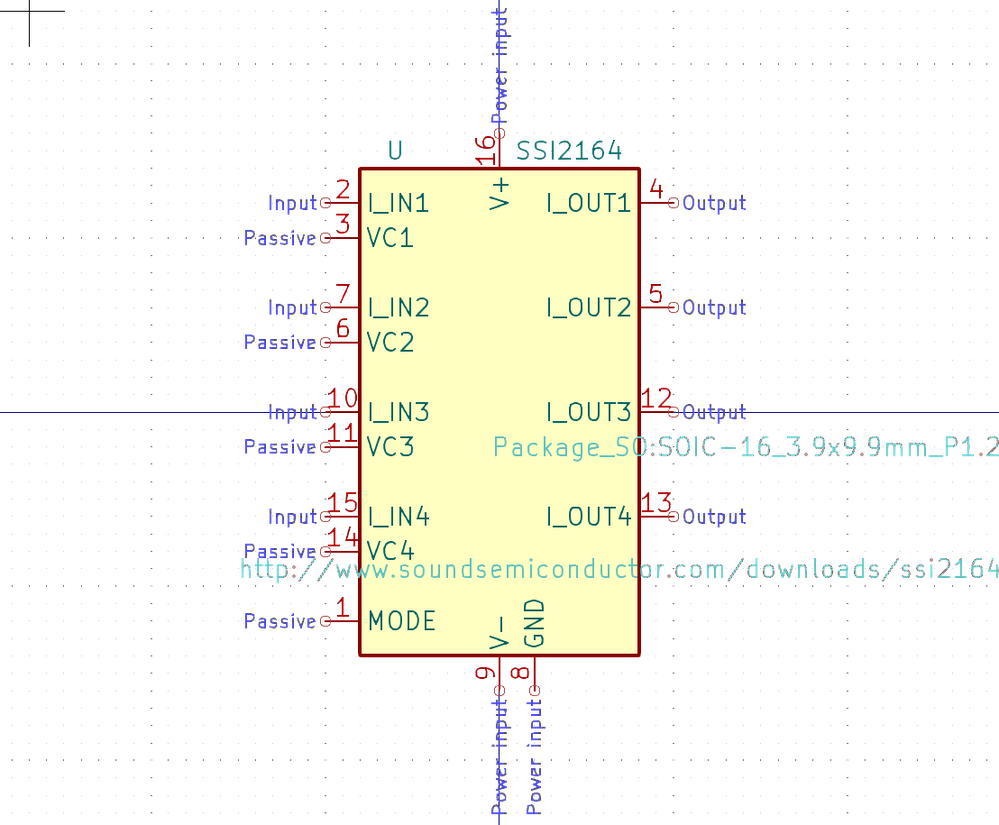 Power input
16
U SSI2164
V+
Input 2 I_IN1 I_OUT1 4 Output
Passive 3 VC1
Input 7 I_IN2 I_OUT2 5 Output
Passive 6 VC2
Input 10 I_IN3 I_OUT3 12 Output
Passive 11 VC3
Package_SO:SOIC-16_3.9x9.9mm_P1.2
Input 15 I_IN4 I_OUT4 13 Output
Passive 14 VC4
http://www.soundsemiconductor.com/downloads/ssi2164
Passive 1 MODE
V- GND
9 8
Power input Power input